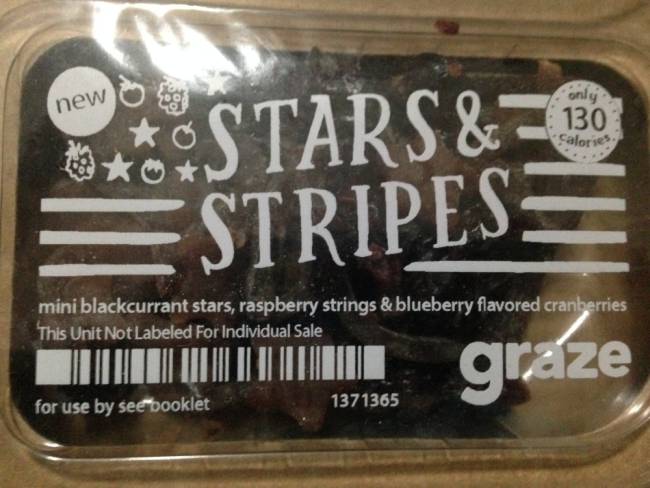 new
STARS &
STRIPES
only
130
calories
mini blackcurrant stars, raspberry strings & blueberry flavored cranberries
This Unit Not Labeled For Individual Sale
graze
for use by see booklet
1371365